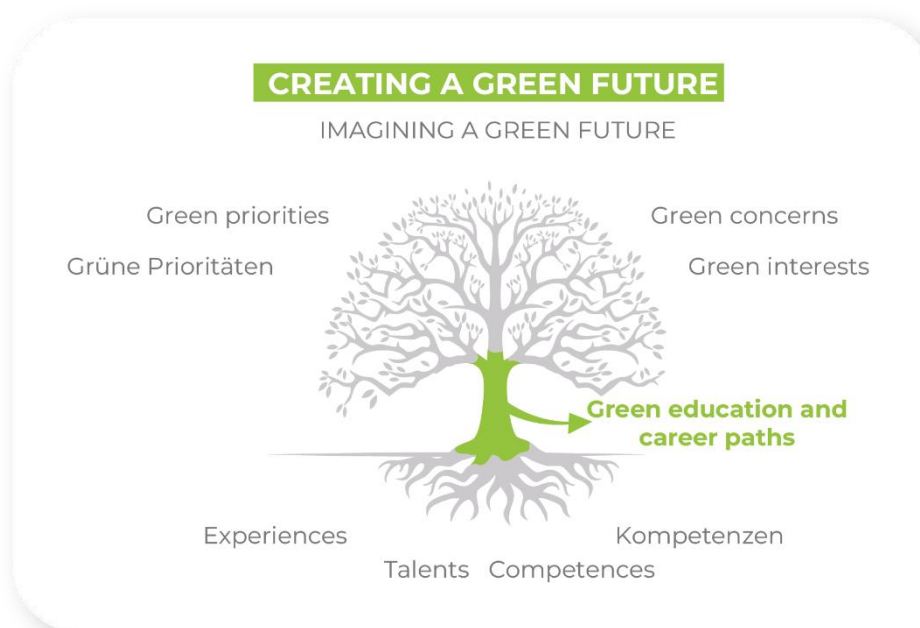 CREATING A GREEN FUTURE
IMAGINING A GREEN FUTURE
Green priorities
Green concerns
Grüne Prioritäten
Green interests
Green education and
career paths
Experiences
Kompetenzen
Talents
Competences